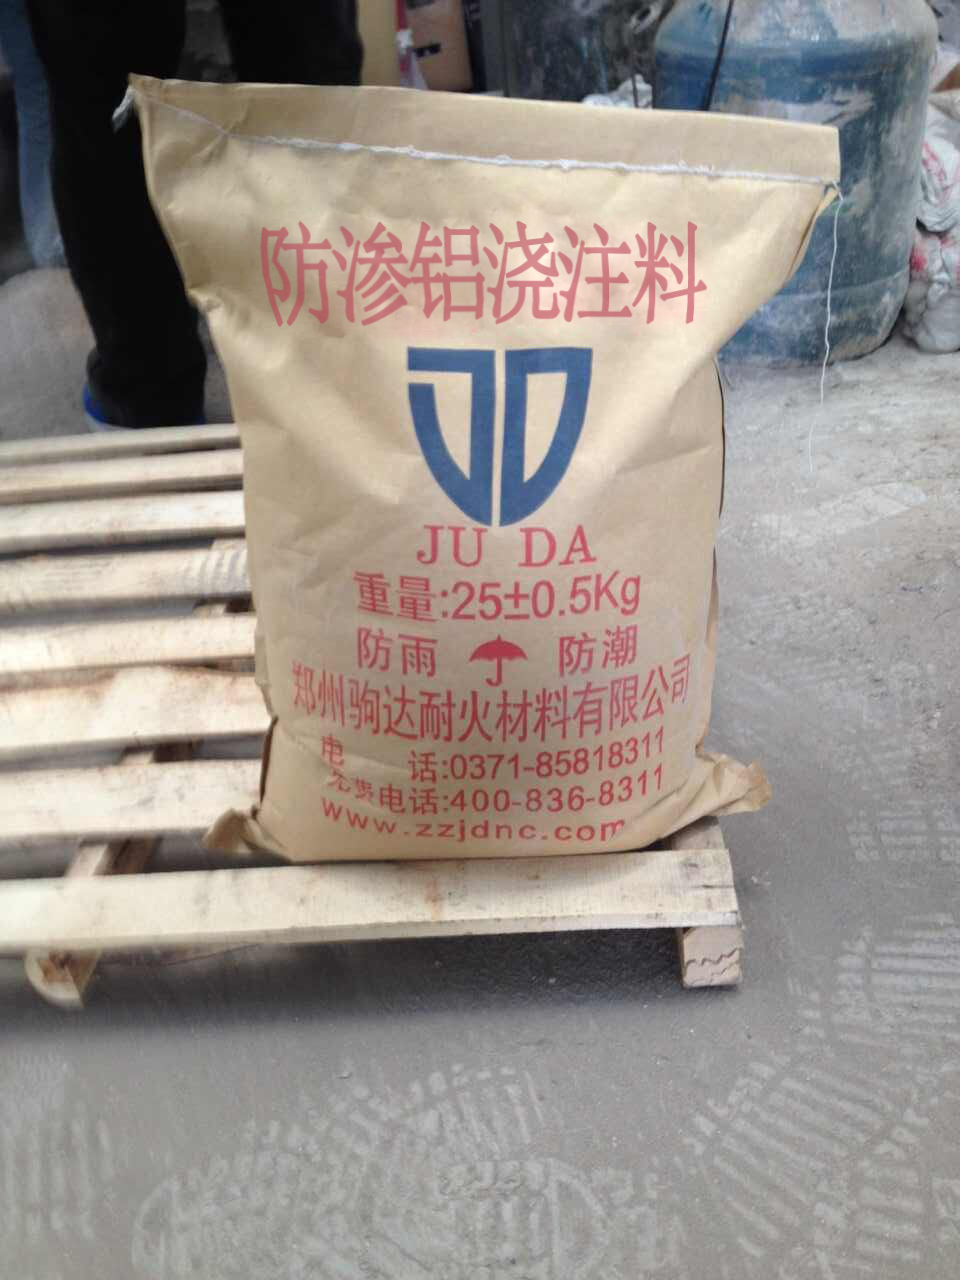 防渗铝浇注料
JU DA
重量:25±0.5Kg
防雨 防潮
郑州驹达耐火材料有限公司
电 话:0371-85818311
免费电话:400-836-8311
www.zzjdnc.com